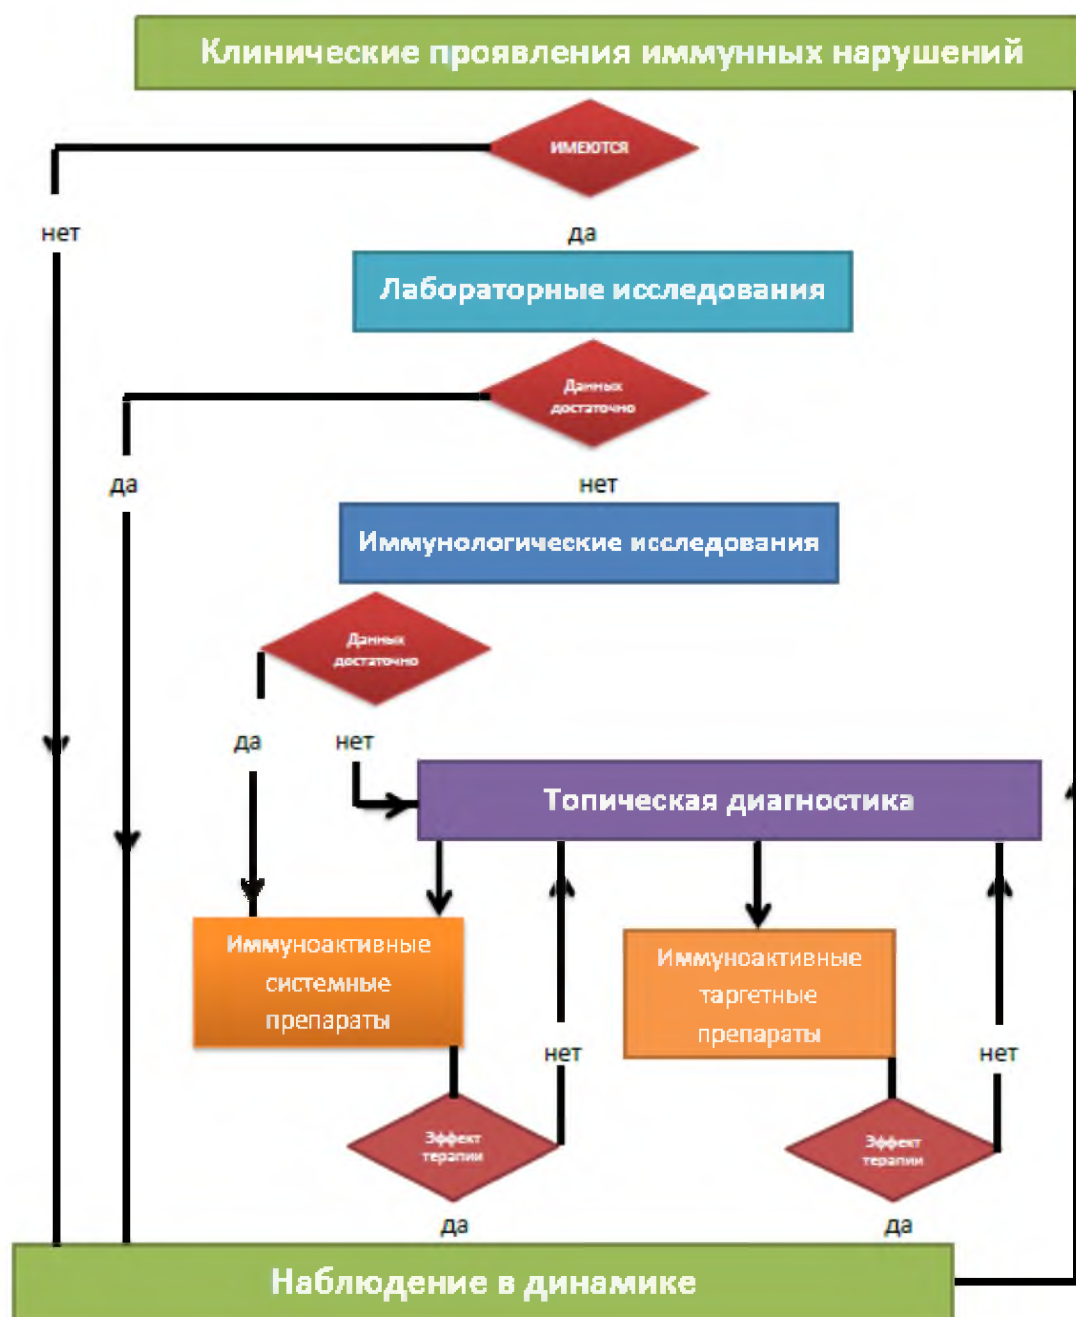 Клинические проявления иммунных нарушений
ИМЕЮТСЯ
нет
да
Лабораторные исследования
Данных
достаточно
да
нет
Иммунологические исследования
Данных
достаточно
да
нет
Топическая диагностика
Иммуноактивные
системные
препараты
Иммуноактивные
таргетные
препараты
нет
нет
Эффект
терапии
Эффект
терапии
да
да
Наблюдение в динамике